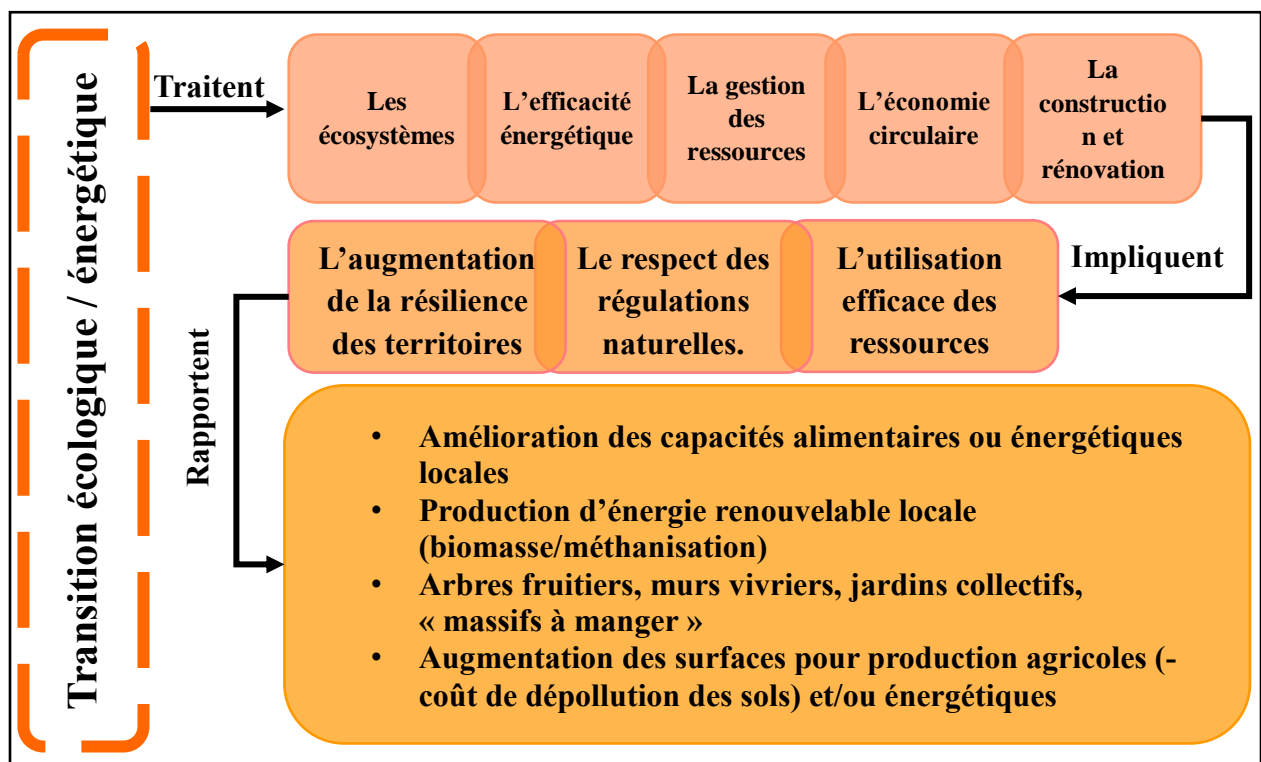 Transition écologique / énergétique
Traitent
Les
écosystèmes
L’efficacité
énergétique
La gestion
des
ressources
L’économie
circulaire
La
constructio
n et
rénovation
Impliquent
L’augmentation
de la résilience
des territoires
Le respect des
régulations
naturelles.
L’utilisation
efficace des
ressources
Rapportent
• Amélioration des capacités alimentaires ou énergétiques
locales
• Production d’énergie renouvelable locale
(biomasse/méthanisation)
• Arbres fruitiers, murs vivriers, jardins collectifs,
« massifs à manger »
• Augmentation des surfaces pour production agricoles (-
coût de dépollution des sols) et/ou énergétiques